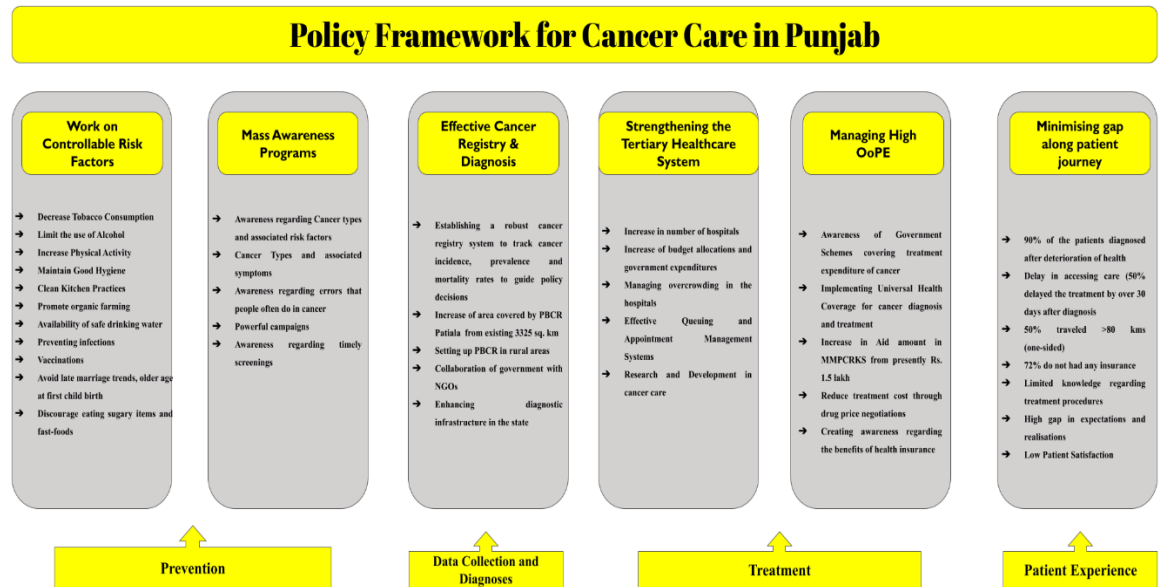 Policy Framework for Cancer Care in Punjab
Work on
Controllable Risk
Factors
➔ Decrease Tobacco Consumption
➔ Limit the use of Alcohol
➔ Increase Physical Activity
➔ Maintain Good Hygiene
➔ Clean Kitchen Practices
➔ Promote organic farming
➔ Availability of safe drinking water
➔ Preventing infections
➔ Vaccinations
➔ Avoid late marriage trends, older age
at first child birth
➔ Discourage eating sugary items and
fast-foods
Mass Awareness
Programs
➔ Awareness regarding Cancer types
and associated risk factors
➔ Cancer Types and associated
symptoms
➔ Awareness regarding errors that
people often do in cancer
➔ Powerful campaigns
➔ Awareness regarding timely
screenings
Effective Cancer
Registry &
Diagnosis
➔ Establishing a robust cancer
registry system to track cancer
incidence, prevalence and
mortality rates to guide policy
decisions
➔ Increase of area covered by PBCR
Patiala from existing 3325 sq. km
➔ Setting up PBCR in rural areas
➔ Collaboration of government with
NGOs
➔ Enhancing diagnostic
infrastructure in the state
Strengthening the
Tertiary Healthcare
System
➔ Increase in number of hospitals
➔ Increase of budget allocations and
government expenditures
➔ Managing overcrowding in the
hospitals
➔ Effective Queuing and
Appointment Management
Systems
➔ Research and Development in
cancer care
Managing High
OoPE
➔ Awareness of Government
Schemes covering treatment
expenditure of cancer
➔ Implementing Universal Health
Coverage for cancer diagnosis
and treatment
➔ Increase in Aid amount in
MMPCRKS from presently Rs.
1.5 lakh
➔ Reduce treatment cost through
drug price negotiations
➔ Creating awareness regarding
the benefits of health insurance
Minimising gap
along patient
journey
➔ 90% of the patients diagnosed
after deterioration of health
➔ Delay in accessing care (50%
delayed the treatment by over 30
days after diagnosis
➔ 50% traveled >80 kms
(one-sided)
➔ 72% do not had any insurance
➔ Limited knowledge regarding
treatment procedures
➔ High gap in expectations and
realisations
➔ Low Patient Satisfaction
Prevention
Data Collection and
Diagnoses
Treatment
Patient Experience